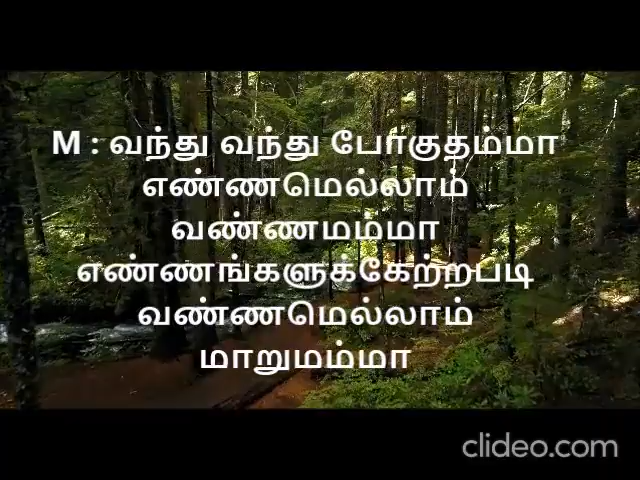 M : வந்து வந்து போகுதம்மா
எண்ணமெல்லாம்
வண்ணமம்மா
எண்ணங்களுக்கேற்றபடி
வண்ணமெல்லாம்
மாறுமம்மா
clideo.com